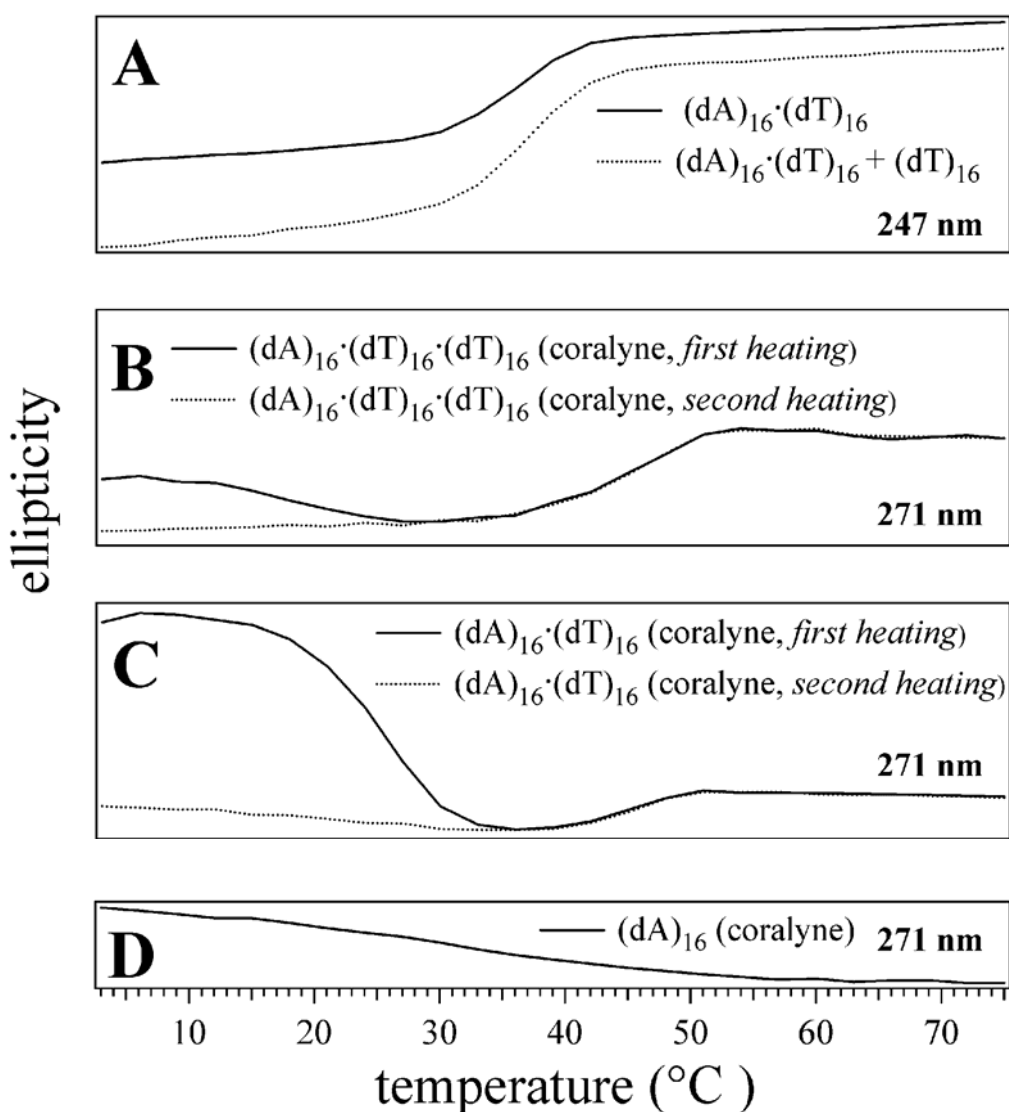 A
(dA)16·(dT)16
(dA)16·(dT)16 + (dT)16
247 nm
B
(dA)16·(dT)16·(dT)16 (coralyne, first heating)
(dA)16·(dT)16·(dT)16 (coralyne, second heating)
271 nm
C
(dA)16·(dT)16 (coralyne, first heating)
(dA)16·(dT)16 (coralyne, second heating)
271 nm
D
(dA)16 (coralyne)
271 nm
ellipticity
10 20 30 40 50 60 70
temperature (°C )